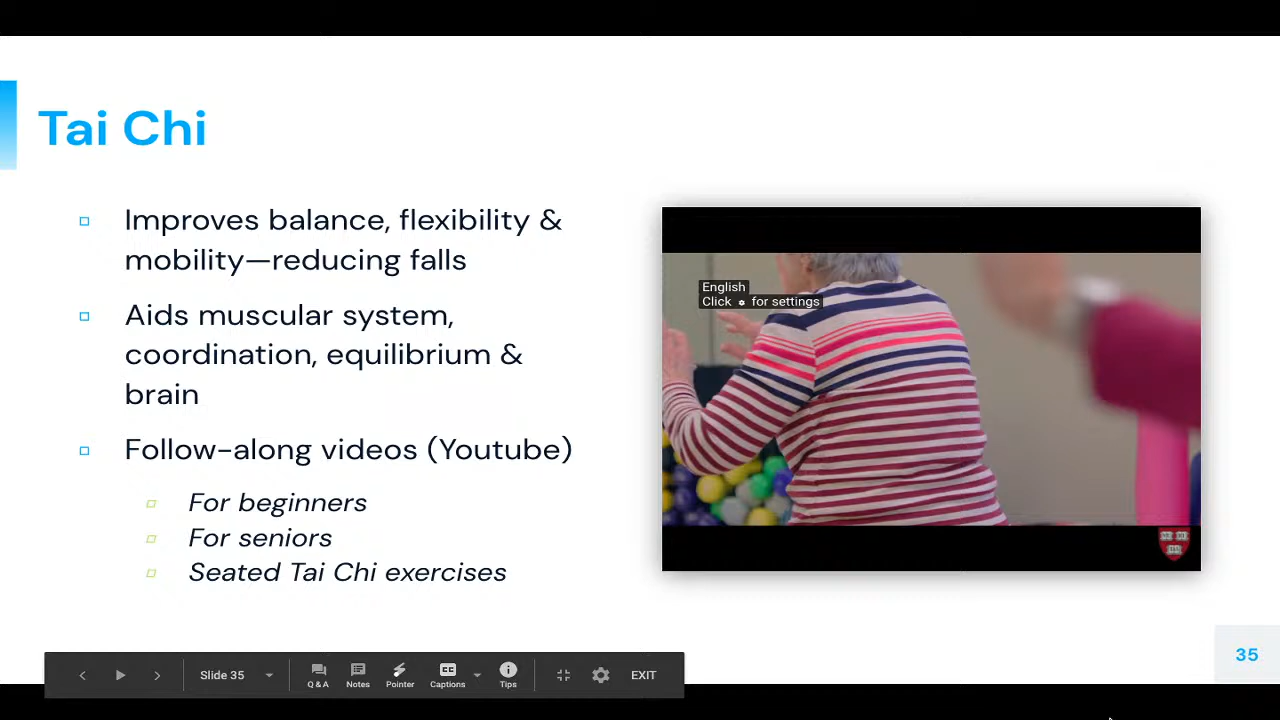 Tai Chi
Improves balance, flexibility &
mobility—reducing falls
Aids muscular system,
coordination, equilibrium &
brain
Follow-along videos (Youtube)
For beginners
For seniors
Seated Tai Chi exercises
English
Click for settings
35
Slide 35
Q & A
Notes
Pointer
Captions
Tips
EXIT